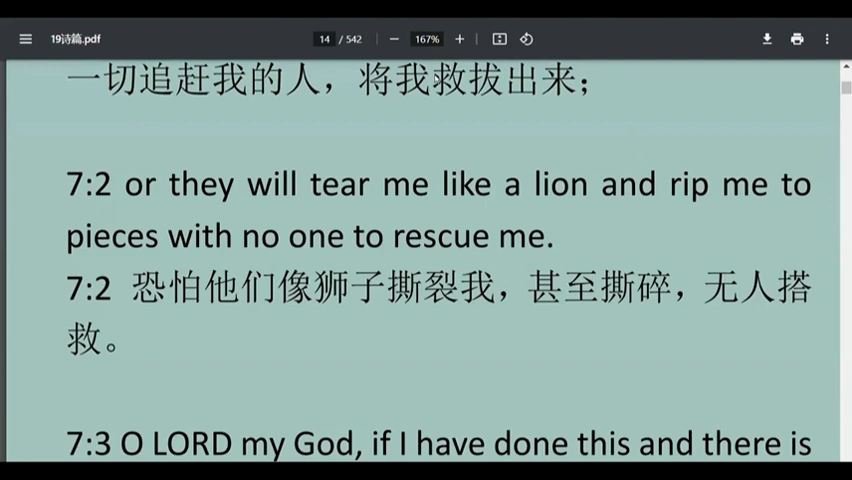 19诗篇.pdf
14 / 542
167%
一切追赶我的人，将我救拔出来；
7:2 or they will tear me like a lion and rip me to
pieces with no one to rescue me.
7:2 恐怕他们像狮子撕裂我，甚至撕碎，无人搭
救。
7:3 O LORD my God, if I have done this and there is